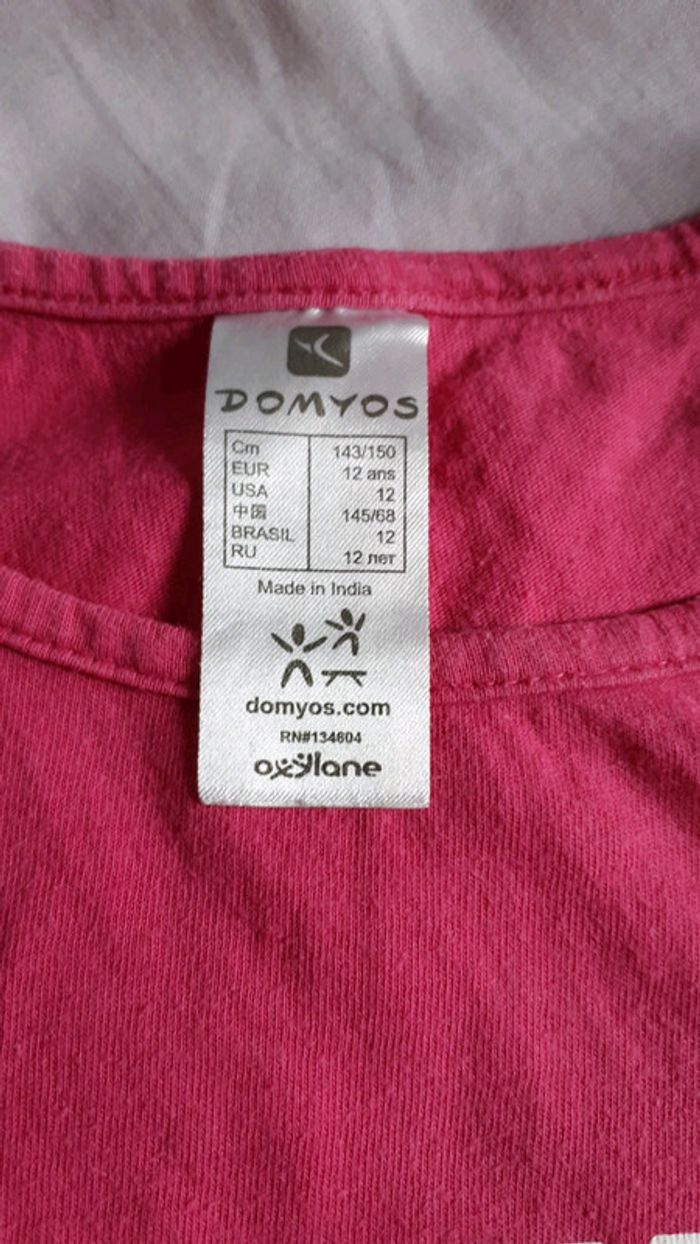 DOMYOS
Cm 143/150
EUR 12 ans
USA 12
中国 145/68
BRASIL 12
RU 12 лет
Made in India
domyos.com
RN#134604
oxylane